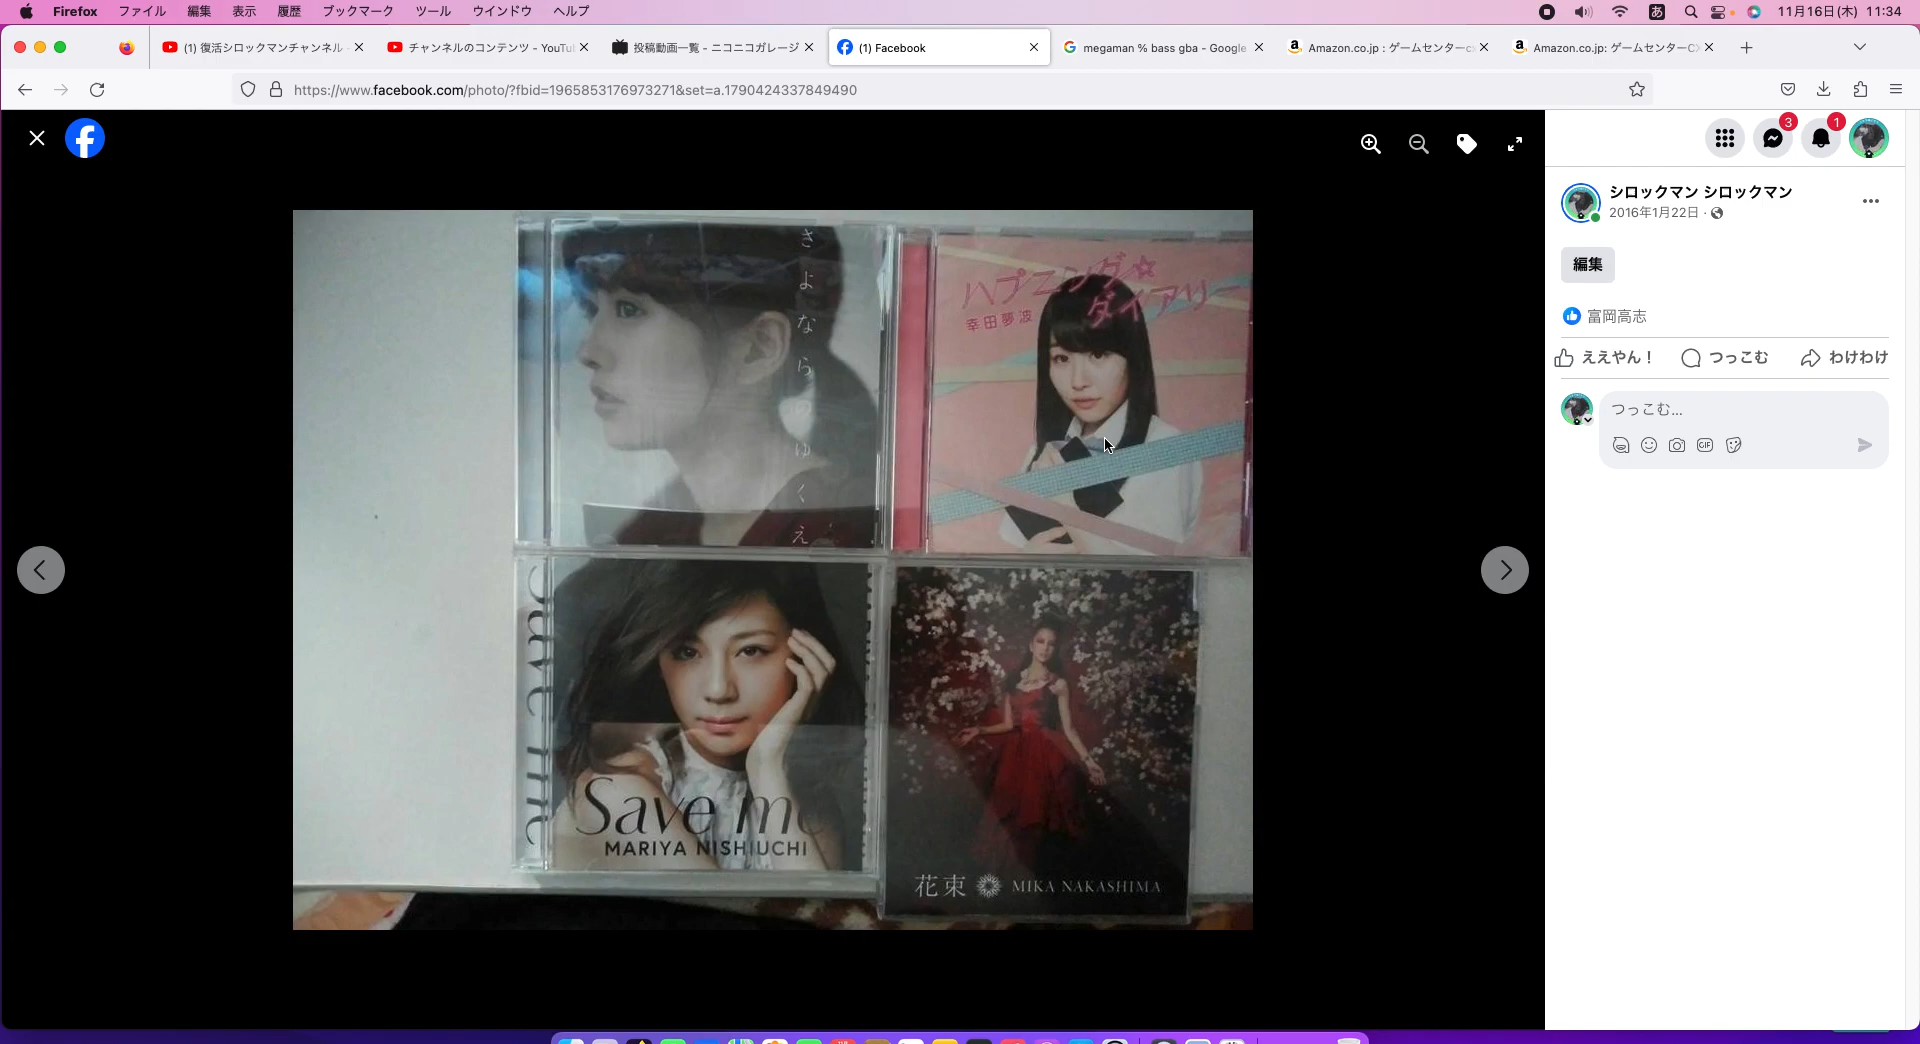 Firefox ファイル 編集 表示 履歴 ブックマーク ツール ウインドウ ヘルプ
あ
11月16日(木) 11:34
(1) 復活シロックマンチャンネル
チャンネルのコンテンツ - YouTu
投稿動画一覧 - ニコニコガレージ
(1) Facebook
megaman % bass gba - Google
Amazon.co.jp : ゲームセンターc
Amazon.co.jp: ゲームセンターC
https://www.facebook.com/photo/?fbid=1965853176973271&set=a.1790424337849490
3
1
シロックマン シロックマン
2016年1月22日
編集
富岡高志
ええやん！ つっこむ わけわけ
つっこむ...
GIF
さよならのゆくえ
ハプニング☆
ダイアリー
幸田夢波
Save me
Save me
MARIYA NISHIUCHI
花束 MIKA NAKASHIMA